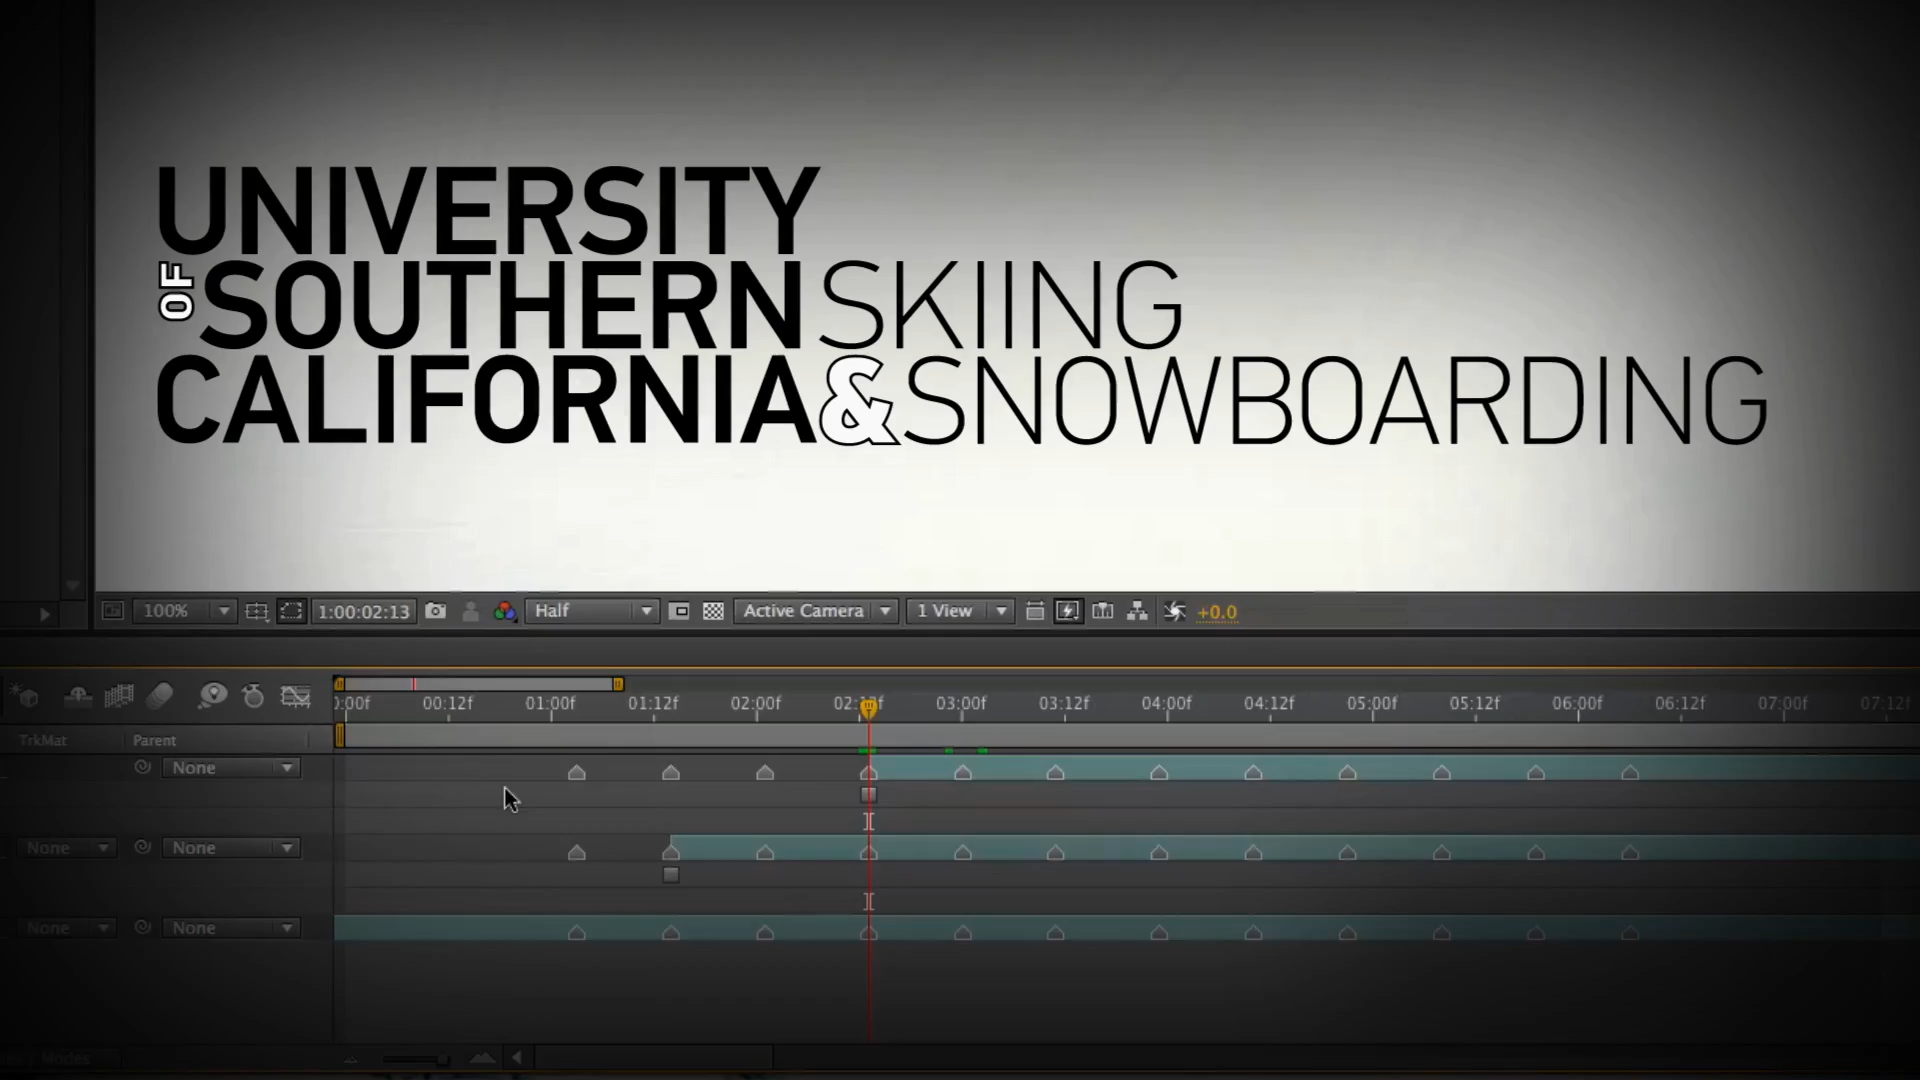 UNIVERSITY
OF SOUTHERN SKIING
CALIFORNIA & SNOWBOARDING
100% 1:00:02:13 Half Active Camera 1 View +0.0
00:12f 01:00f 01:12f 02:00f 03:00f 03:12f 04:00f 04:12f 05:00f 05:12f 06:00f 06:12f 07:00f 07:12f
TrkMat Parent
None
None None
None None
Modes